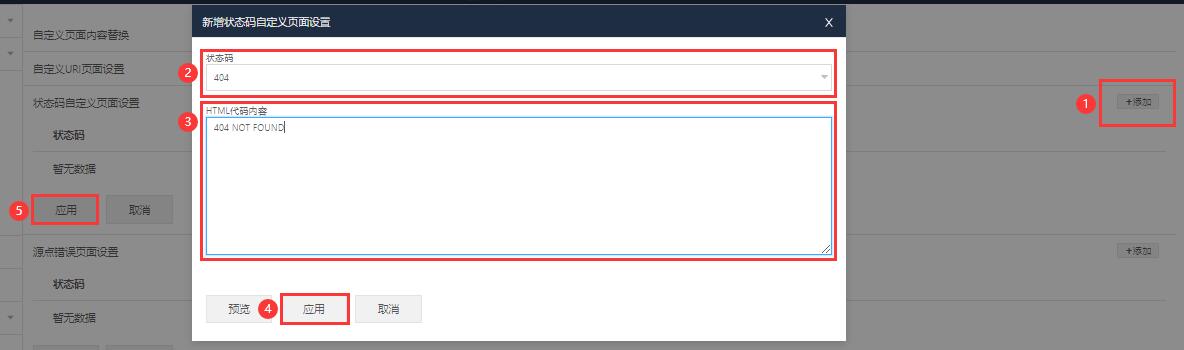 新增状态码自定义页面设置 X
自定义页面内容替换
状态码
自定义URI页面设置
2
404
状态码自定义页面设置
1
+添加
HTML代码内容
3
404 NOT FOUND
状态码
暂无数据
5
应用 取消
源点错误页面设置
+添加
状态码
预览 4 应用 取消
暂无数据